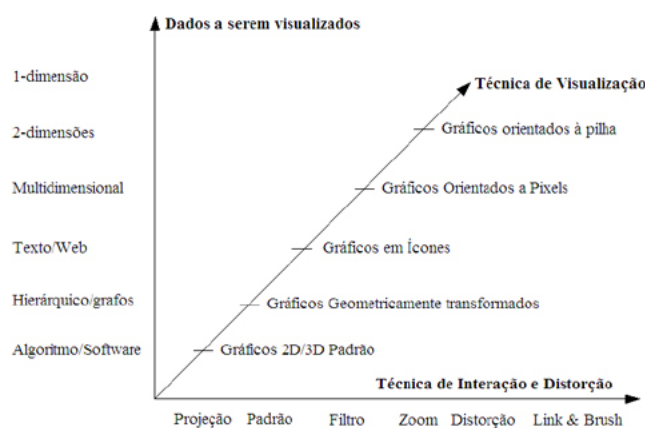 Dados a serem visualizados
1-dimensão
Técnica de Visualização
2-dimensões
Gráficos orientados à pilha
Multidimensional
Gráficos Orientados a Pixels
Texto/Web
Gráficos em Ícones
Hierárquico/grafos
Gráficos Geometricamente transformados
Algoritmo/Software
Gráficos 2D/3D Padrão
Técnica de Interação e Distorção
Projeção Padrão Filtro Zoom Distorção Link & Brush